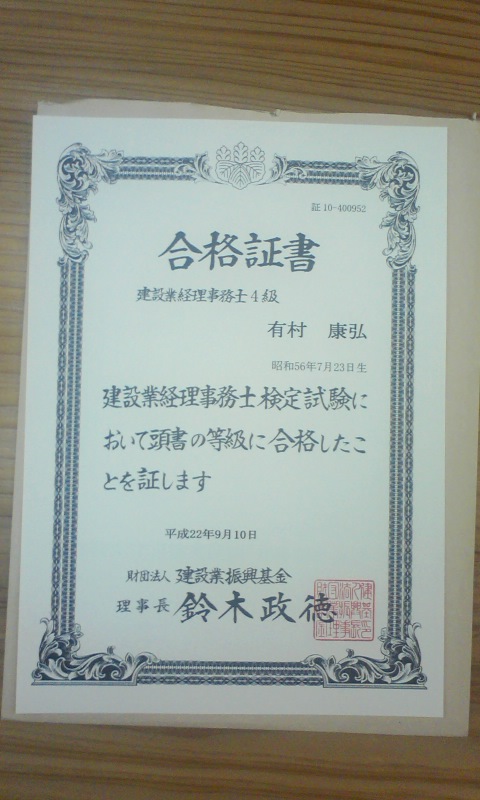 証10-400952
合格証書
建設業経理事務士4級
有村 康弘
昭和56年7月23日生
建設業経理事務士検定試験に
おいて頭書の等級に合格したこ
とを証します
平成22年9月10日
財団法人 建設業振興基金
理事長 鈴木政徳